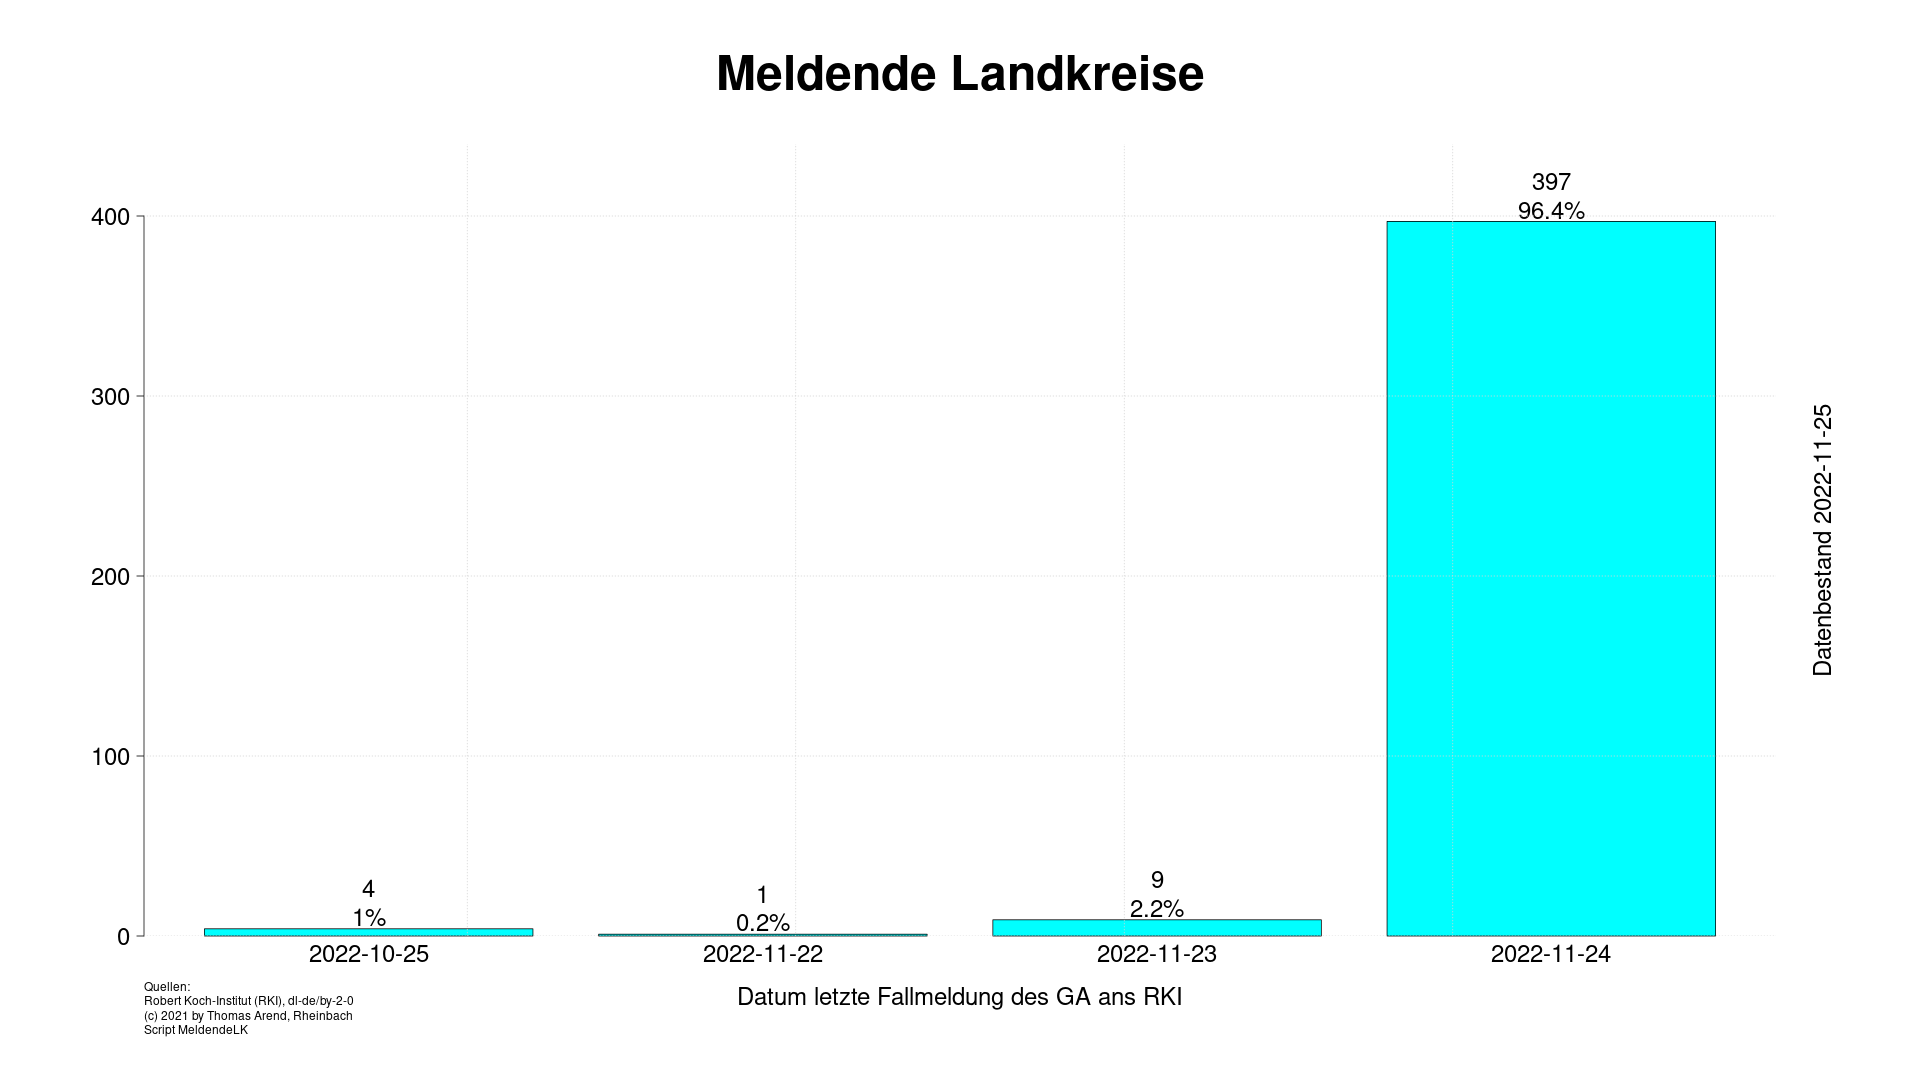 Meldende Landkreise
397
96.4%
400
300
200
100
0
4
1%
1
0.2%
9
2.2%
2022-10-25
2022-11-22
2022-11-23
2022-11-24
Datum letzte Fallmeldung des GA ans RKI
Datenbestand 2022-11-25
Quellen:
Robert Koch-Institut (RKI), dl-de/by-2-0
(c) 2021 by Thomas Arend, Rheinbach
Script MeldendeLK